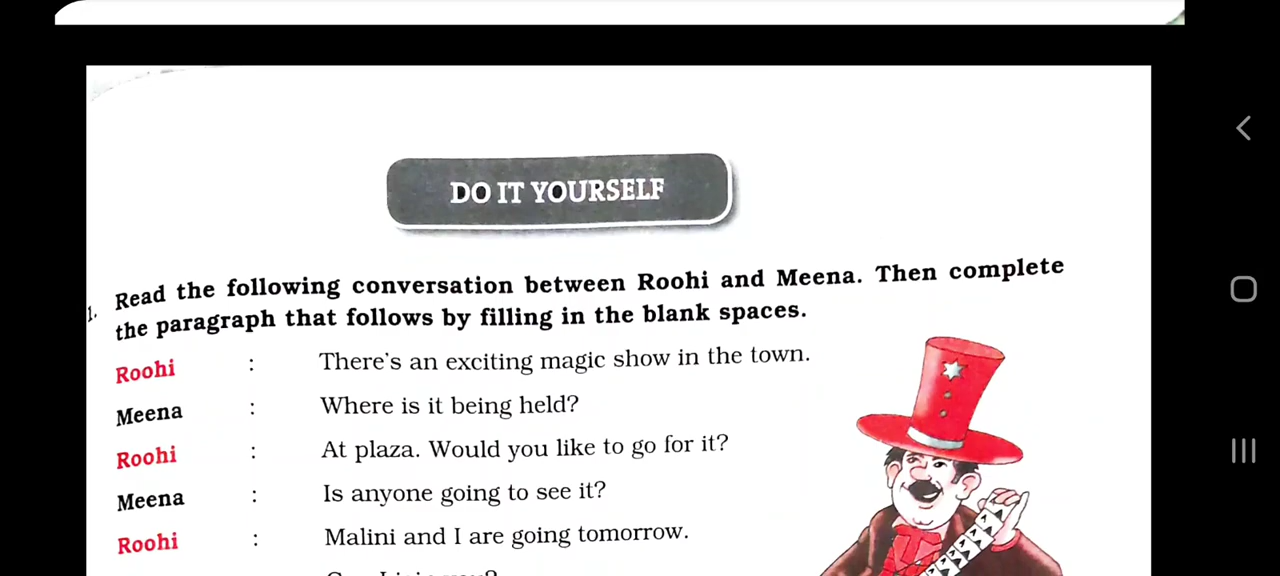 DO IT YOURSELF
1. Read the following conversation between Roohi and Meena. Then complete
the paragraph that follows by filling in the blank spaces.
Roohi : There's an exciting magic show in the town.
Meena : Where is it being held?
Roohi : At plaza. Would you like to go for it?
Meena : Is anyone going to see it?
Roohi : Malini and I are going tomorrow.